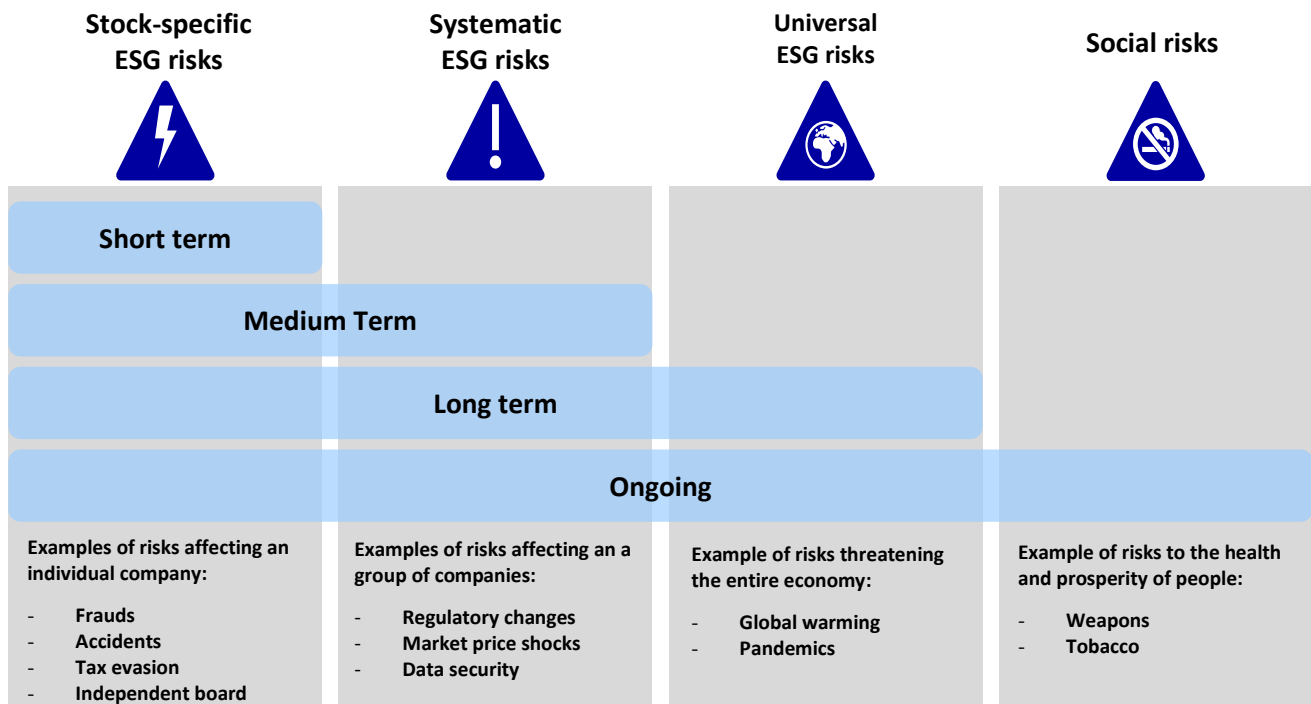 Stock-specific
ESG risks
Systematic
ESG risks
Universal
ESG risks
Social risks
Short term
Medium Term
Long term
Ongoing
Examples of risks affecting an
individual company:
- Frauds
- Accidents
- Tax evasion
- Independent board
Examples of risks affecting an a
group of companies:
- Regulatory changes
- Market price shocks
- Data security
Example of risks threatening
the entire economy:
- Global warming
- Pandemics
Example of risks to the health
and prosperity of people:
- Weapons
- Tobacco